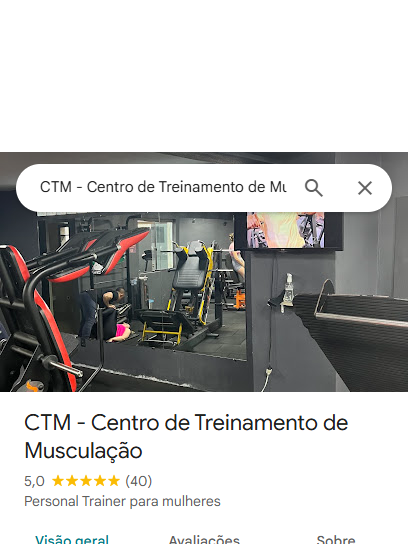 CTM - Centro de Treinamento de Mu
CTM - Centro de Treinamento de
Musculação
5,0 ★★★★★ (40)
Personal Trainer para mulheres
Visão geral Avaliações Sobre